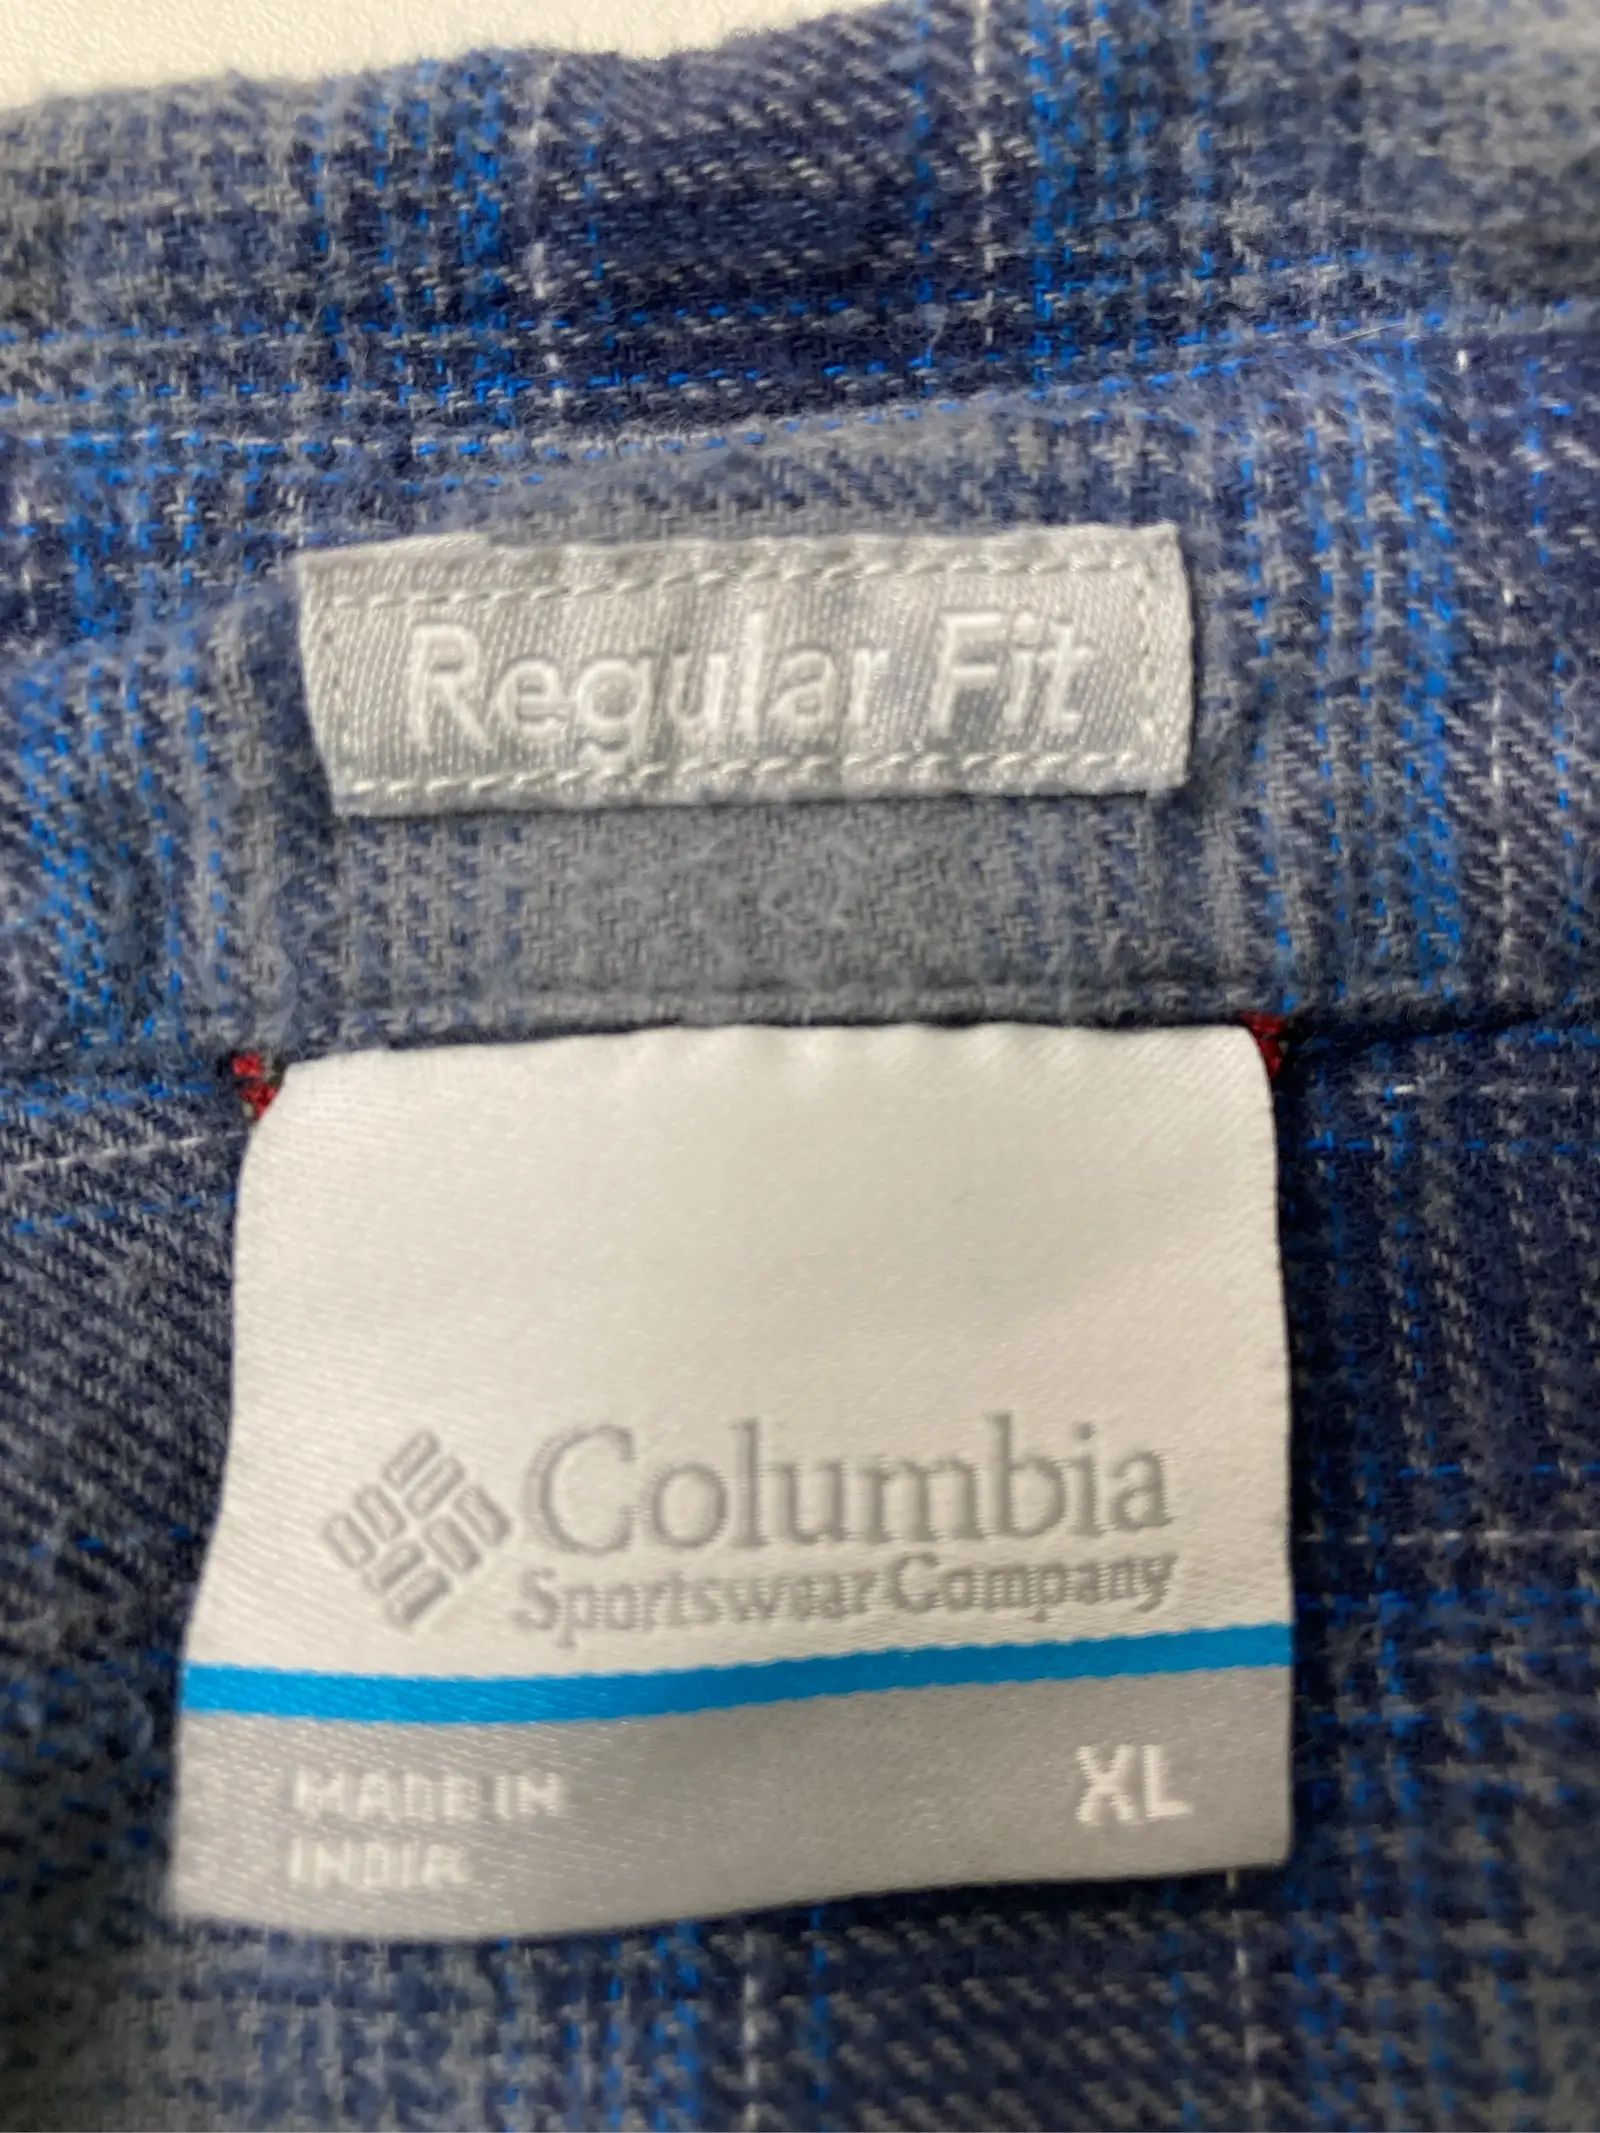 Regular Fit
Columbia
Sportswear Company
MADE IN
INDIA
XL